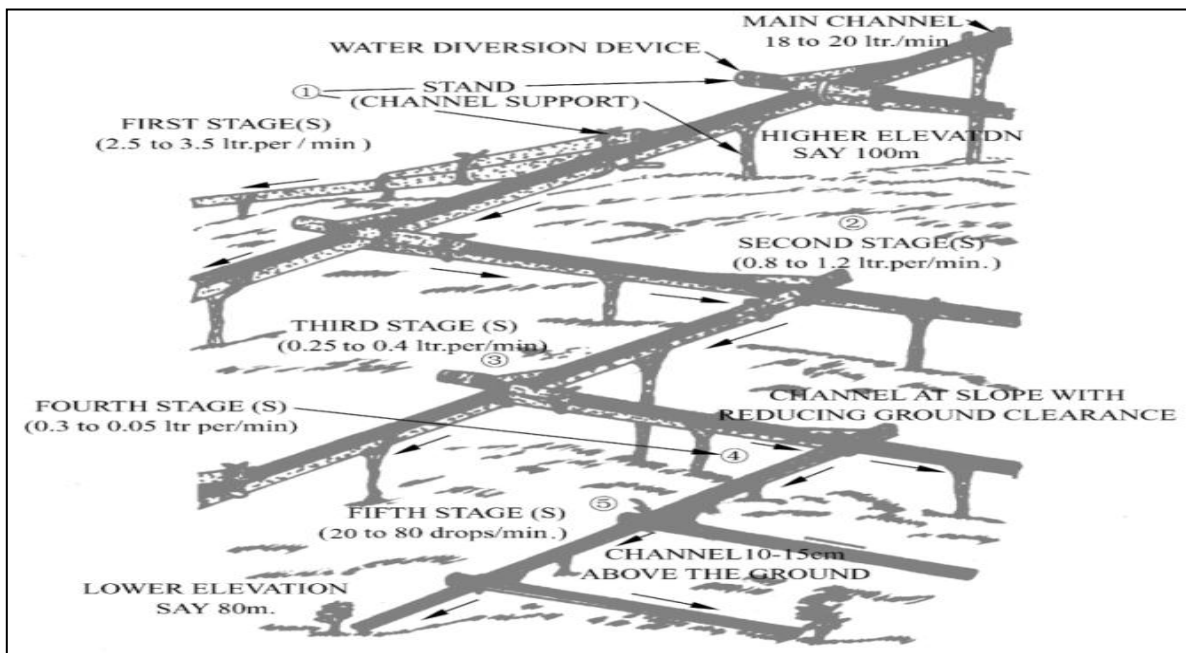 MAIN CHANNEL
18 to 20 ltr./min
WATER DIVERSION DEVICE
① STAND
(CHANNEL SUPPORT)
FIRST STAGE(S)
(2.5 to 3.5 ltr.per / min )
HIGHER ELEVATDN
SAY 100m
②
SECOND STAGE(S)
(0.8 to 1.2 ltr.per/min.)
THIRD STAGE (S)
(0.25 to 0.4 ltr.per/min)
③
FOURTH STAGE (S)
(0.3 to 0.05 ltr per/min)
CHANNEL AT SLOPE WITH
REDUCING GROUND CLEARANCE
④
⑤
FIFTH STAGE (S)
(20 to 80 drops/min.)
CHANNEL10-15cm
ABOVE THE GROUND
LOWER ELEVATION
SAY 80m.